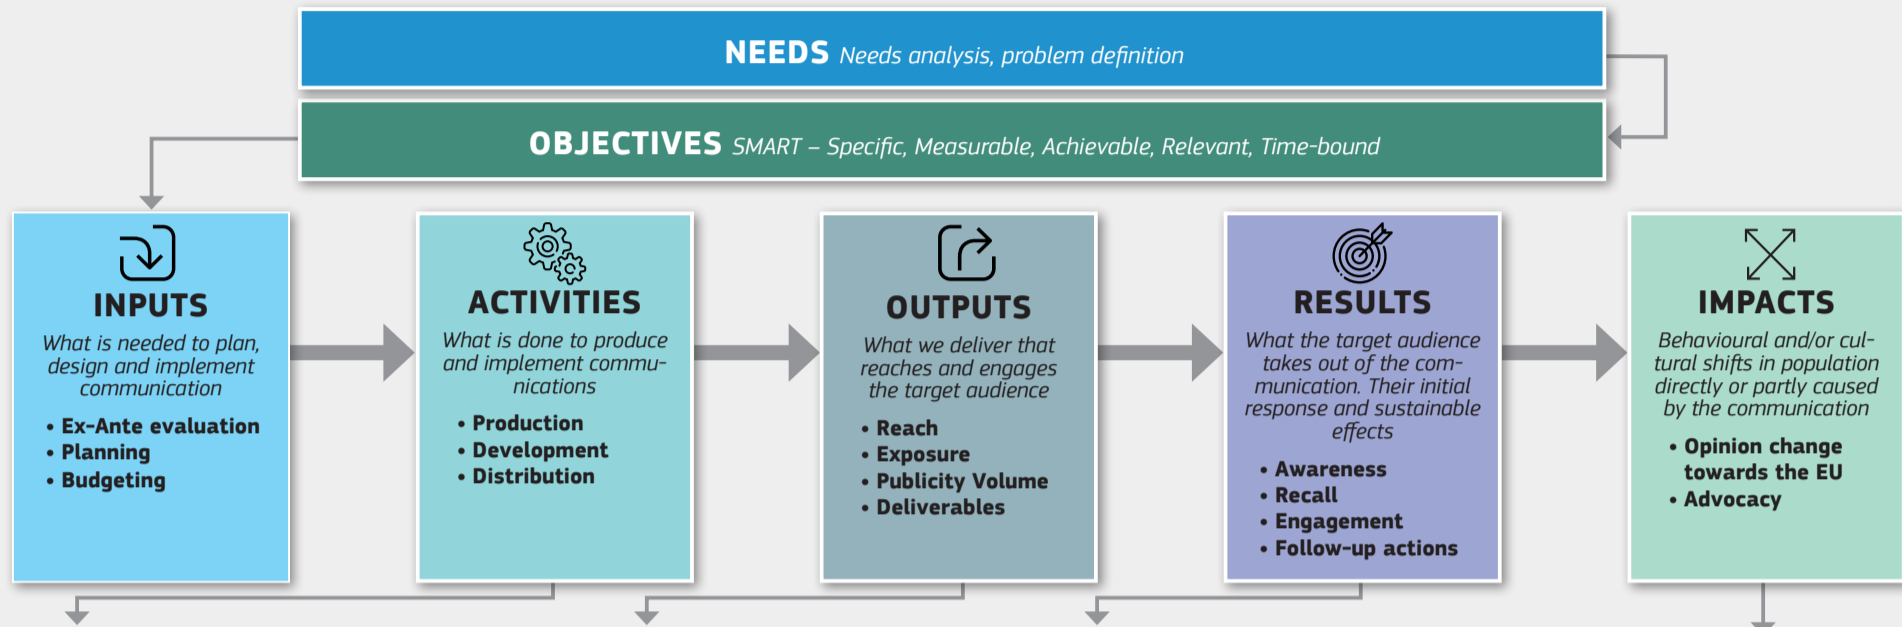 NEEDS Needs analysis, problem definition
OBJECTIVES SMART – Specific, Measurable, Achievable, Relevant, Time-bound
INPUTS
What is needed to plan,
design and implement
communication
• Ex-Ante evaluation
• Planning
• Budgeting
ACTIVITIES
What is done to produce
and implement commu-
nications
• Production
• Development
• Distribution
OUTPUTS
What we deliver that
reaches and engages
the target audience
• Reach
• Exposure
• Publicity Volume
• Deliverables
RESULTS
What the target audience
takes out of the com-
munication. Their initial
response and sustainable
effects
• Awareness
• Recall
• Engagement
• Follow-up actions
IMPACTS
Behavioural and/or cul-
tural shifts in population
directly or partly caused
by the communication
• Opinion change
towards the EU
• Advocacy